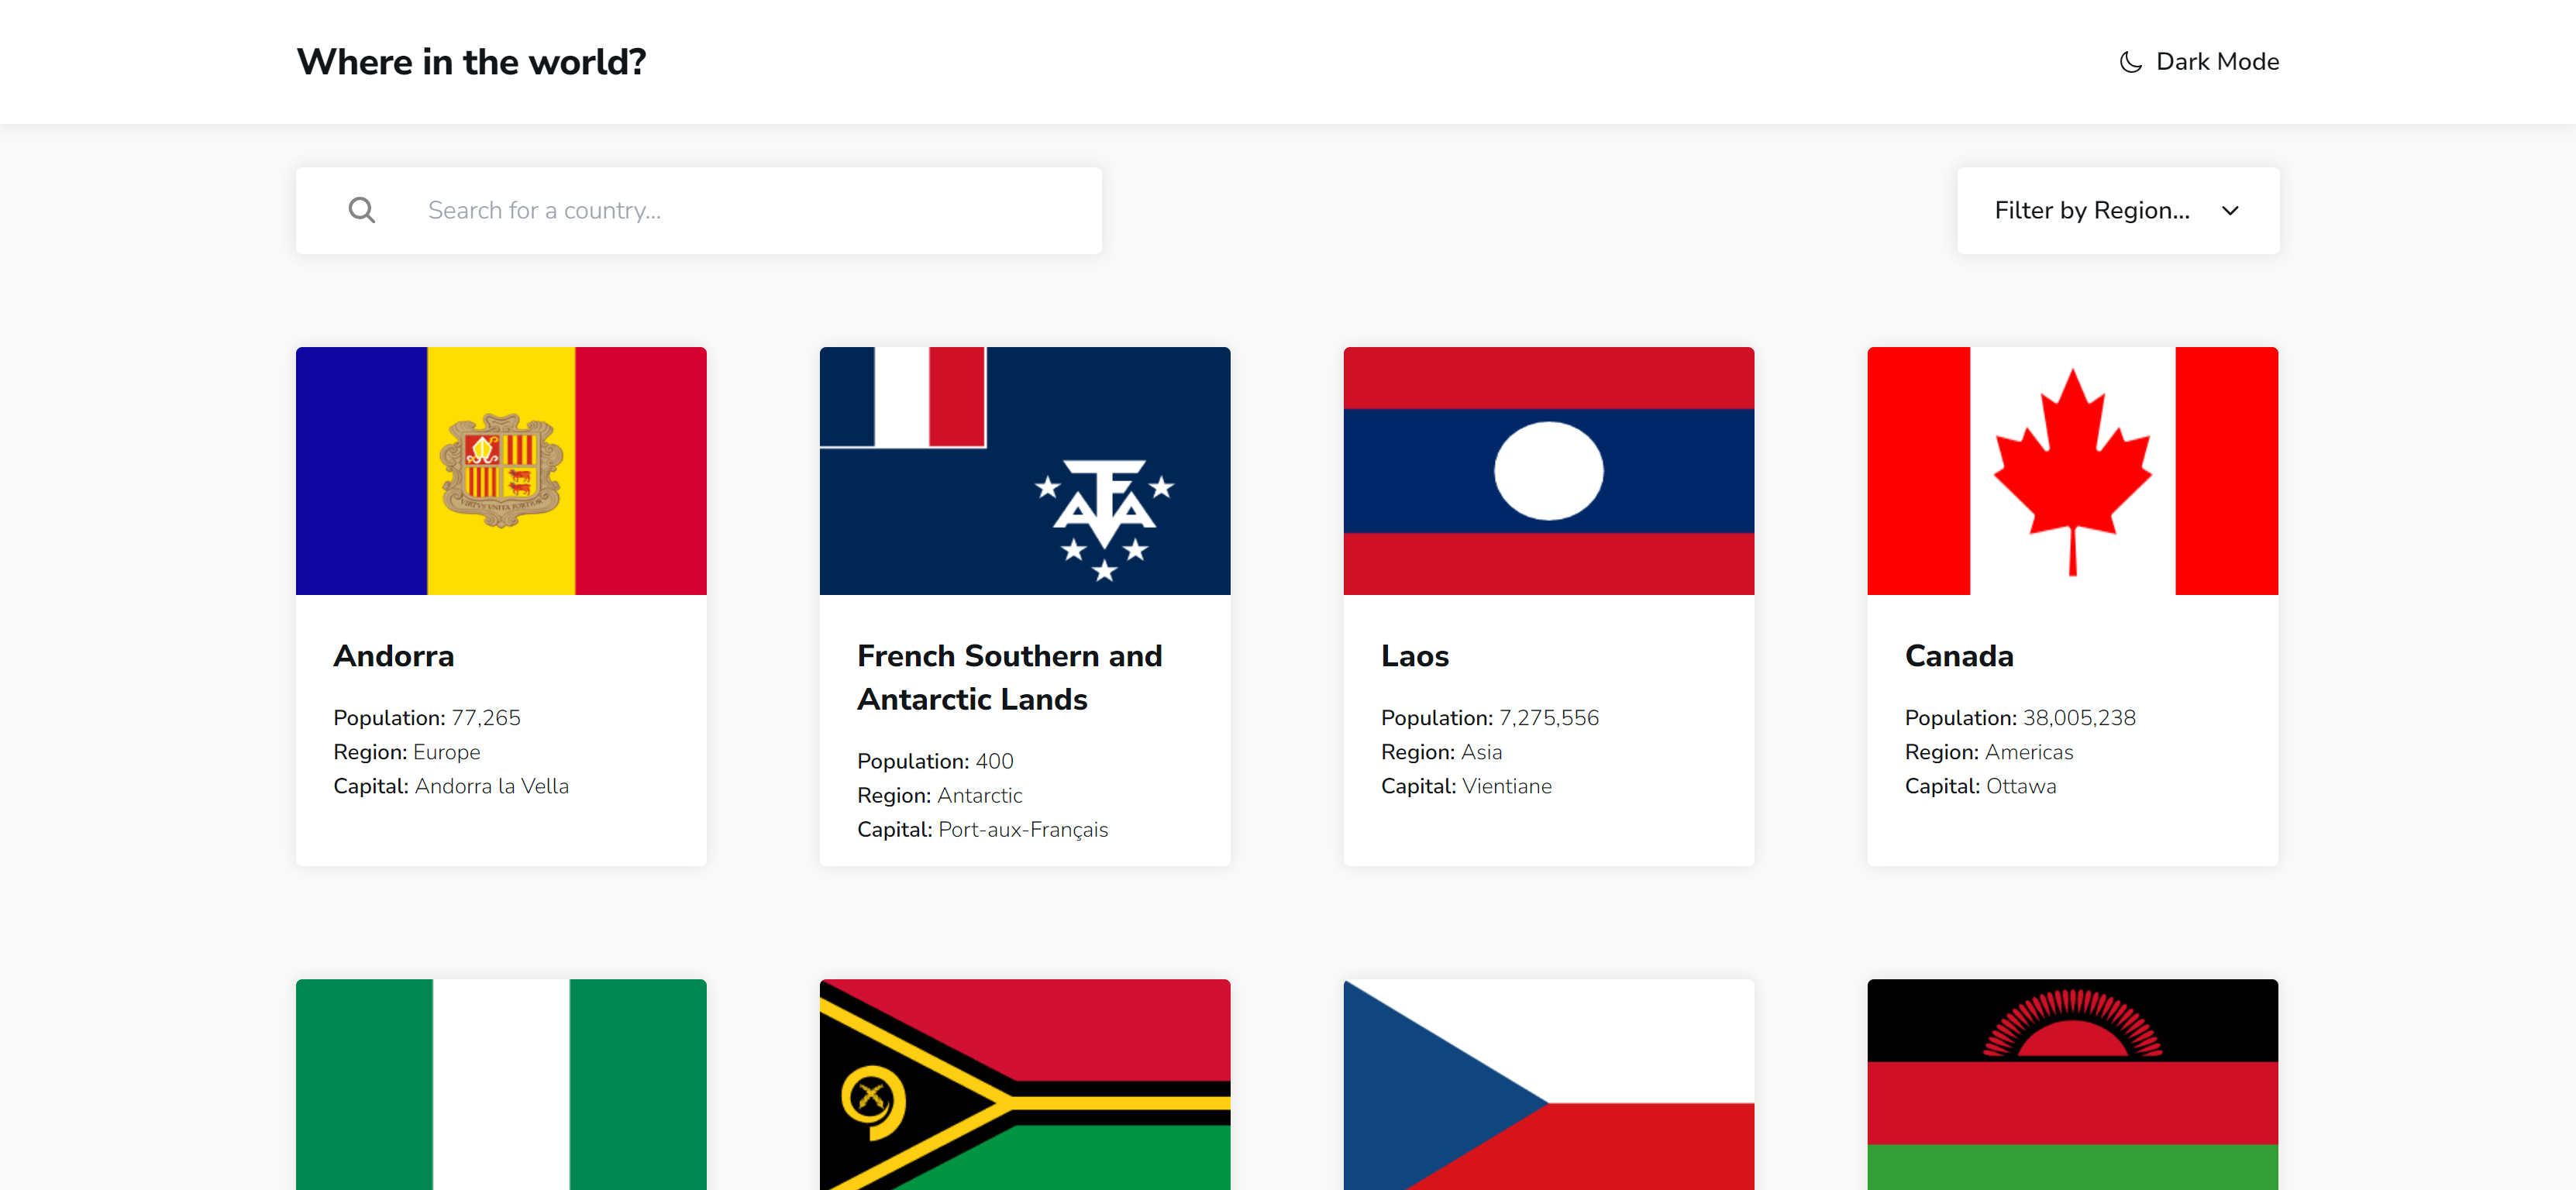 Where in the world?
Dark Mode
Search for a country...
Filter by Region...
Andorra
Population: 77,265
Region: Europe
Capital: Andorra la Vella
French Southern and
Antarctic Lands
Population: 400
Region: Antarctic
Capital: Port-aux-Français
Laos
Population: 7,275,556
Region: Asia
Capital: Vientiane
Canada
Population: 38,005,238
Region: Americas
Capital: Ottawa